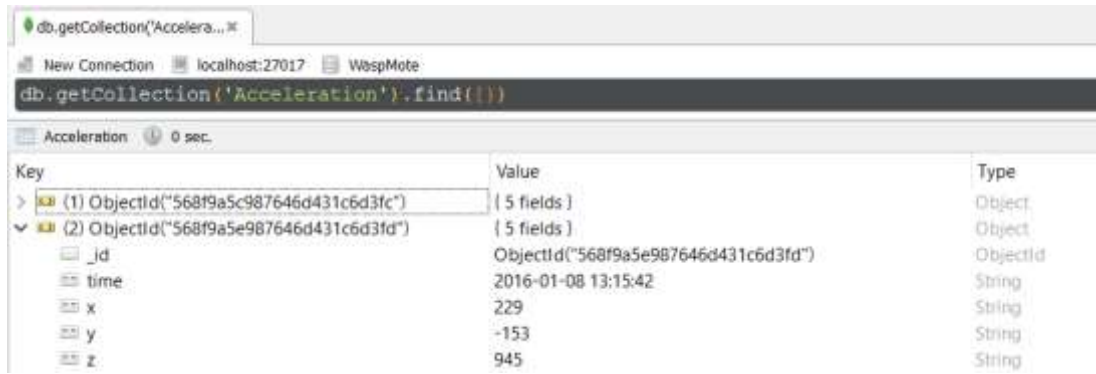 db.getCollection('Accelera...
New Connection localhost:27017 WaspMote
db.getCollection('Acceleration').find({})
Acceleration 0 sec.
Key Value Type
(1) ObjectId("568f9a5c987646d431c6d3fc") { 5 fields } Object
(2) ObjectId("568f9a5e987646d431c6d3fd") { 5 fields } Object
_id ObjectId("568f9a5e987646d431c6d3fd") ObjectId
time 2016-01-08 13:15:42 String
x 229 String
y -153 String
z 945 String